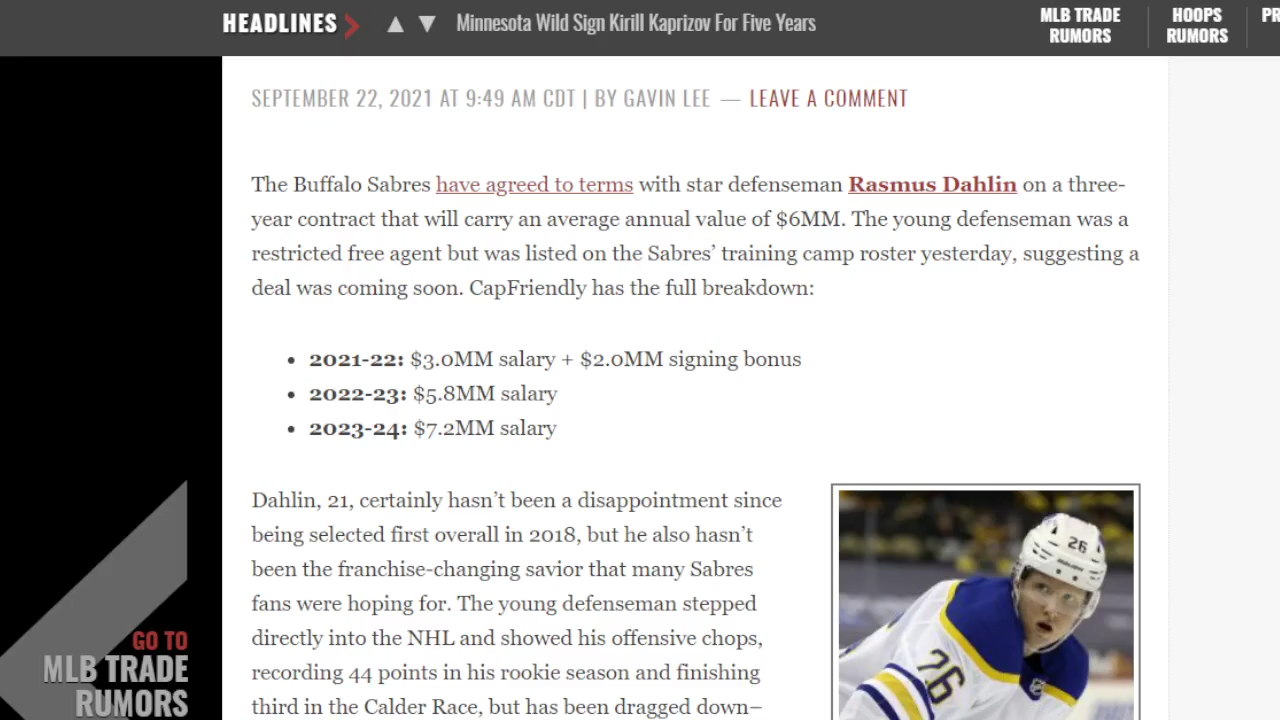 HEADLINES
Minnesota Wild Sign Kirill Kaprizov For Five Years
MLB TRADE
RUMORS
HOOPS
RUMORS
PR
SEPTEMBER 22, 2021 AT 9:49 AM CDT | BY GAVIN LEE — LEAVE A COMMENT
The Buffalo Sabres have agreed to terms with star defenseman Rasmus Dahlin on a three-
year contract that will carry an average annual value of $6MM. The young defenseman was a
restricted free agent but was listed on the Sabres’ training camp roster yesterday, suggesting a
deal was coming soon. CapFriendly has the full breakdown:
• 2021-22: $3.0MM salary + $2.0MM signing bonus
• 2022-23: $5.8MM salary
• 2023-24: $7.2MM salary
Dahlin, 21, certainly hasn’t been a disappointment since
being selected first overall in 2018, but he also hasn’t
been the franchise-changing savior that many Sabres
fans were hoping for. The young defenseman stepped
directly into the NHL and showed his offensive chops,
recording 44 points in his rookie season and finishing
third in the Calder Race, but has been dragged down–
26
26
GO TO
MLB TRADE
RUMORS